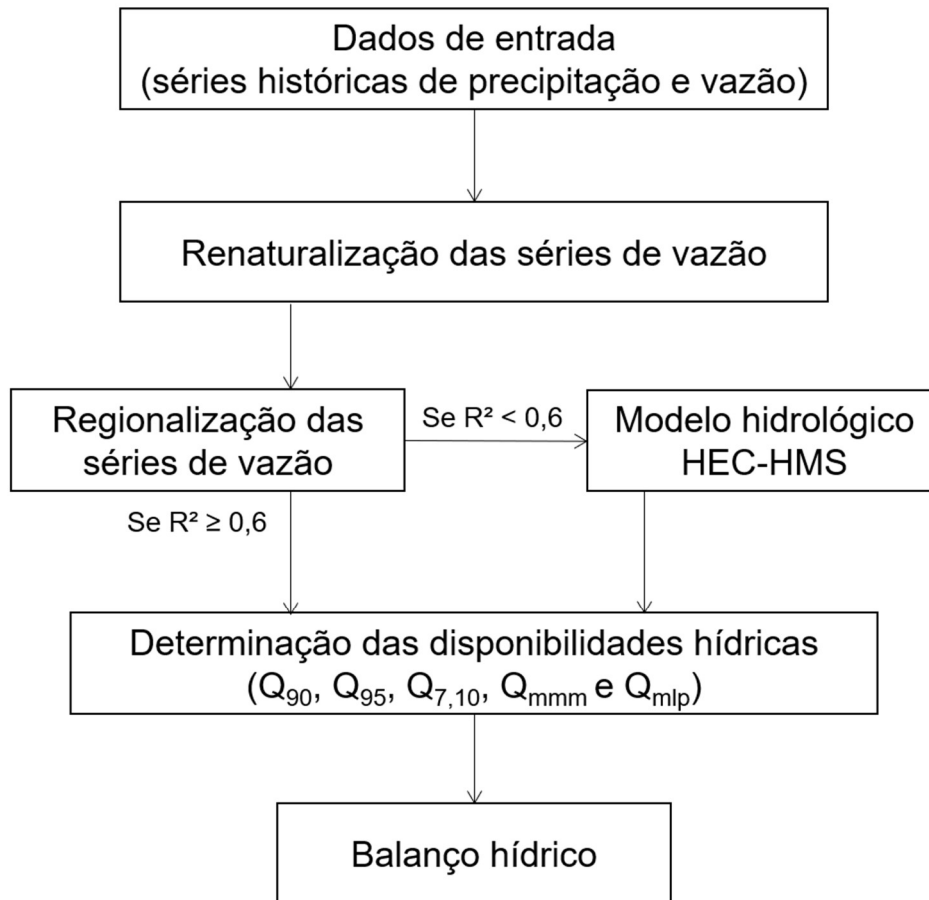 Dados de entrada
(séries históricas de precipitação e vazão)
Renaturalização das séries de vazão
Regionalização das
séries de vazão
Se R² < 0,6
Modelo hidrológico
HEC-HMS
Se R² ≥ 0,6
Determinação das disponibilidades hídricas
(Q₉₀, Q₉₅, Q₇,₁₀, Qₘₘₘ e Qₘₗₚ)
Balanço hídrico